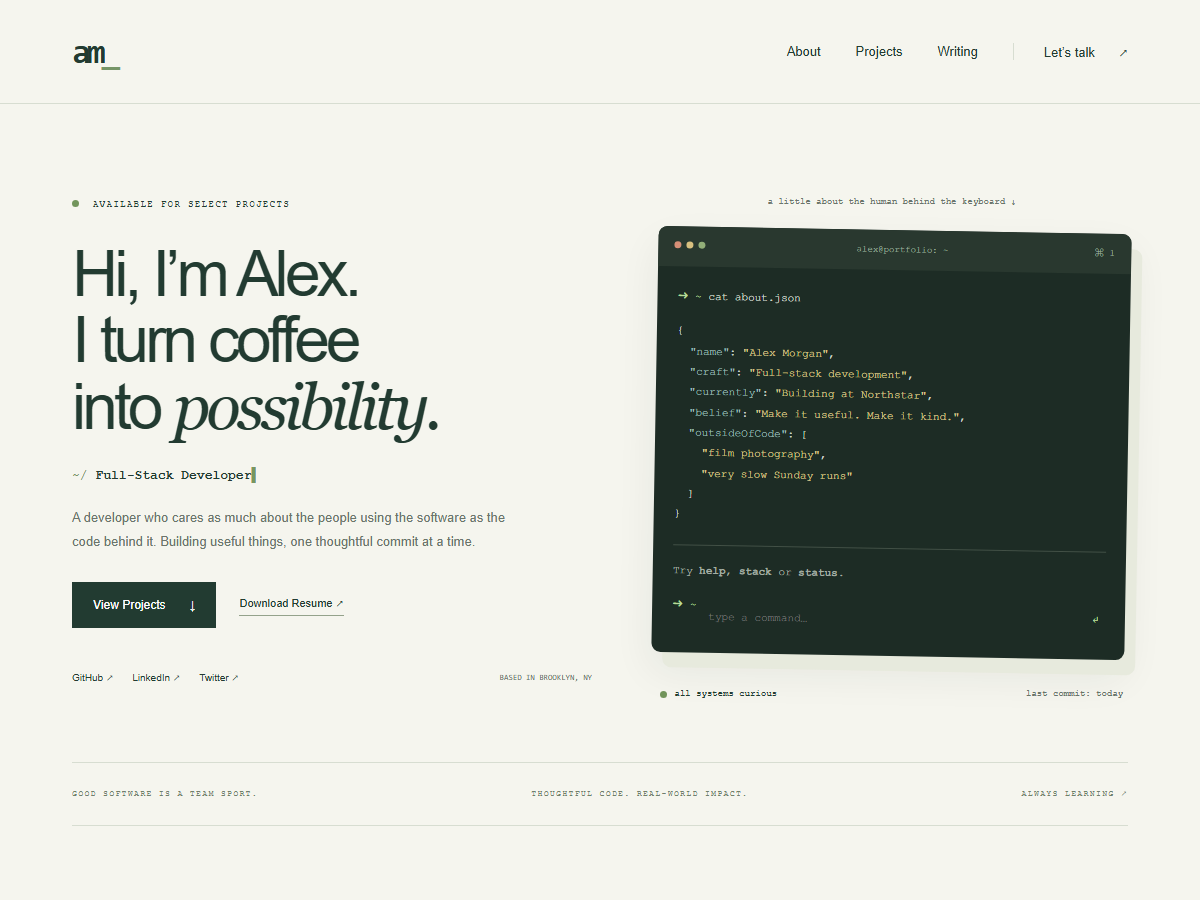 am_
About Projects Writing Let's talk ↗
AVAILABLE FOR SELECT PROJECTS
Hi, I’m Alex.
I turn coffee
into possibility.
~/ Full-Stack Developer
A developer who cares as much about the people using the software as the
code behind it. Building useful things, one thoughtful commit at a time.
View Projects ↓
Download Resume ↗
GitHub ↗ LinkedIn ↗ Twitter ↗
BASED IN BROOKLYN, NY
a little about the human behind the keyboard ↓
alex@portfolio: ~
⌘ 1
➜ ~ cat about.json
{
"name": "Alex Morgan",
"craft": "Full-stack development",
"currently": "Building at Northstar",
"belief": "Make it useful. Make it kind.",
"outsideOfCode": [
"film photography",
"very slow Sunday runs"
]
}
Try help, stack or status.
➜ ~
type a command…
↲
all systems curious
last commit: today
GOOD SOFTWARE IS A TEAM SPORT.
THOUGHTFUL CODE. REAL-WORLD IMPACT.
ALWAYS LEARNING ↗